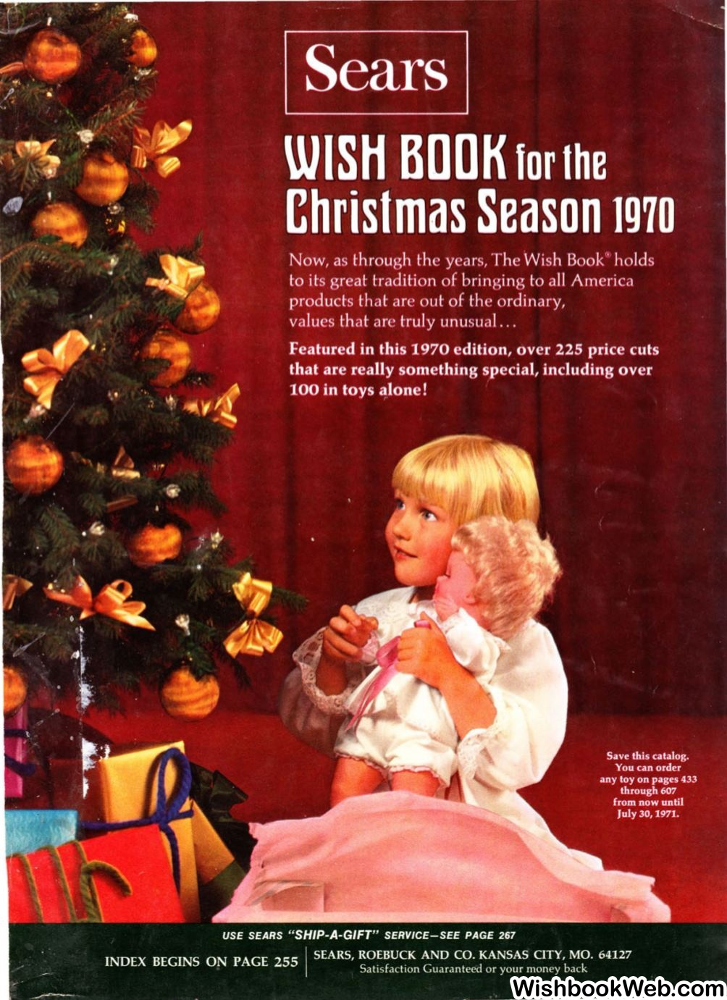 Sears
WISH BOOK for the
Christmas Season 1970
Now, as through the years, The Wish Book® holds
to its great tradition of bringing to all America
products that are out of the ordinary,
values that are truly unusual...
Featured in this 1970 edition, over 225 price cuts
that are really something special, including over
100 in toys alone!
Save this catalog.
You can order
any toy on pages 433
through 607
from now until
July 30, 1971.
USE SEARS "SHIP-A-GIFT" SERVICE—SEE PAGE 267
INDEX BEGINS ON PAGE 255
SEARS, ROEBUCK AND CO. KANSAS CITY, MO. 64127
Satisfaction Guaranteed or your money back
WishbookWeb.com